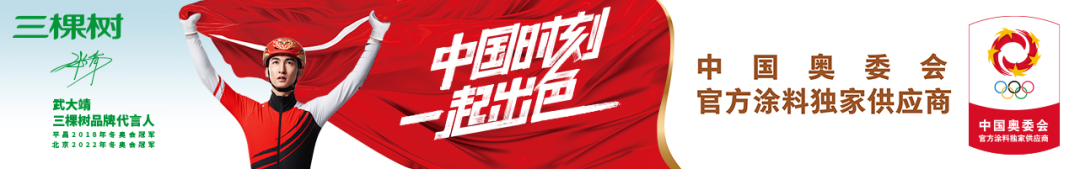 三棵树
武大靖
三棵树品牌代言人
平昌2018年冬奥会冠军
北京2022年冬奥会冠军
中国时刻
一起出色
中国奥委会
官方涂料独家供应商
中国奥委会
官方涂料独家供应商